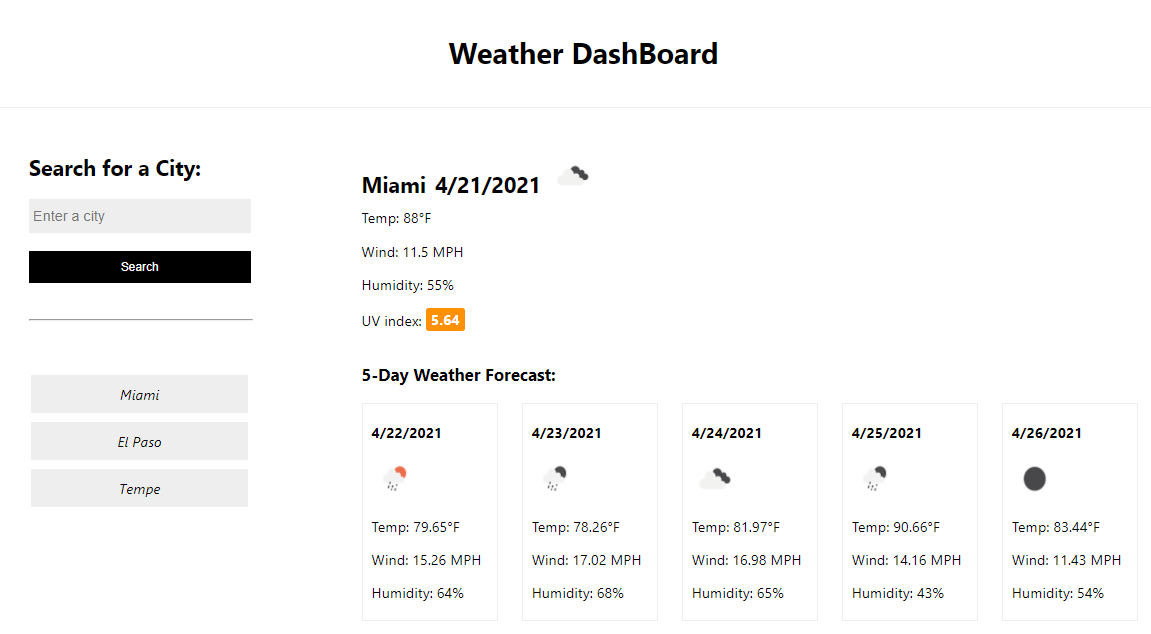 Weather DashBoard
Search for a City:
Enter a city
Search
Miami
El Paso
Tempe
Miami 4/21/2021
Temp: 88°F
Wind: 11.5 MPH
Humidity: 55%
UV index: 5.64
5-Day Weather Forecast:
4/22/2021
Temp: 79.65°F
Wind: 15.26 MPH
Humidity: 64%
4/23/2021
Temp: 78.26°F
Wind: 17.02 MPH
Humidity: 68%
4/24/2021
Temp: 81.97°F
Wind: 16.98 MPH
Humidity: 65%
4/25/2021
Temp: 90.66°F
Wind: 14.16 MPH
Humidity: 43%
4/26/2021
Temp: 83.44°F
Wind: 11.43 MPH
Humidity: 54%